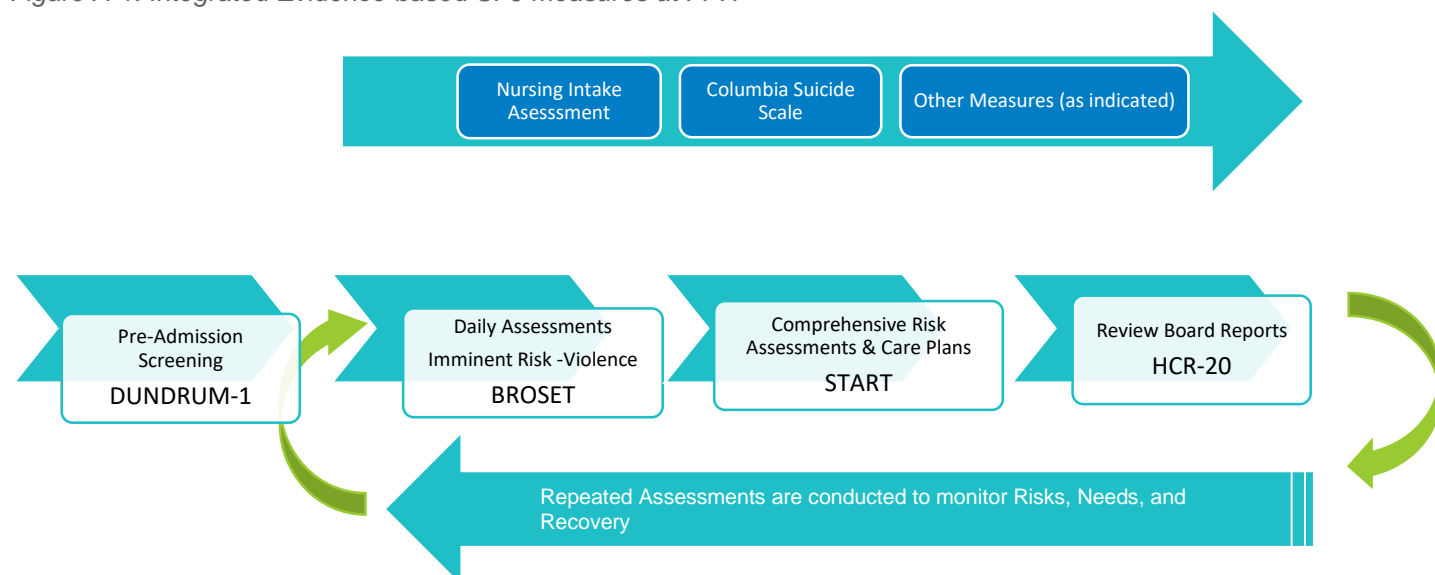 Nursing Intake
Asesssment
Columbia Suicide
Scale
Other Measures (as indicated)
Pre-Admission
Screening
DUNDRUM-1
Daily Assessments
Imminent Risk -Violence
BROSET
Comprehensive Risk
Assessments & Care Plans
START
Review Board Reports
HCR-20
Repeated Assessments are conducted to monitor Risks, Needs, and
Recovery